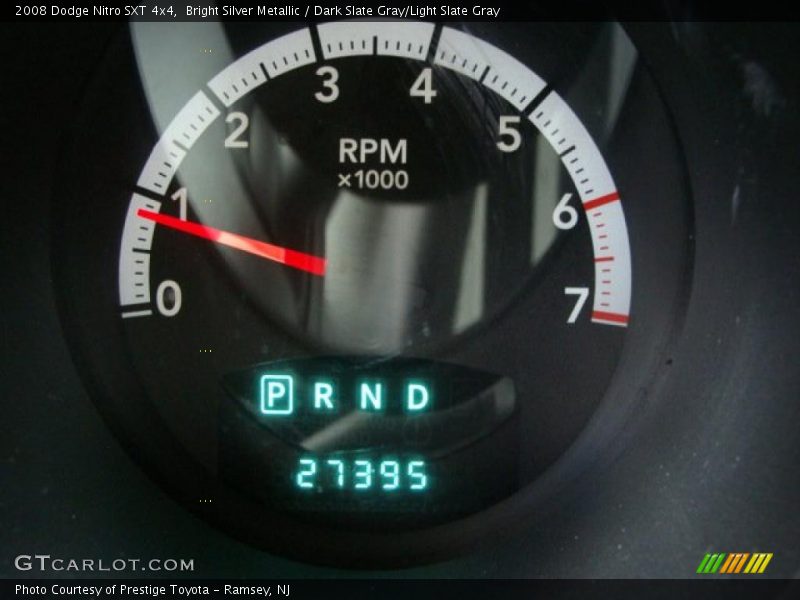 2008 Dodge Nitro SXT 4x4, Bright Silver Metallic / Dark Slate Gray/Light Slate Gray
3 4
2 5
RPM
x1000
1 6
0 7
P R N D
27395
GTCARLOT.COM
Photo Courtesy of Prestige Toyota - Ramsey, NJ